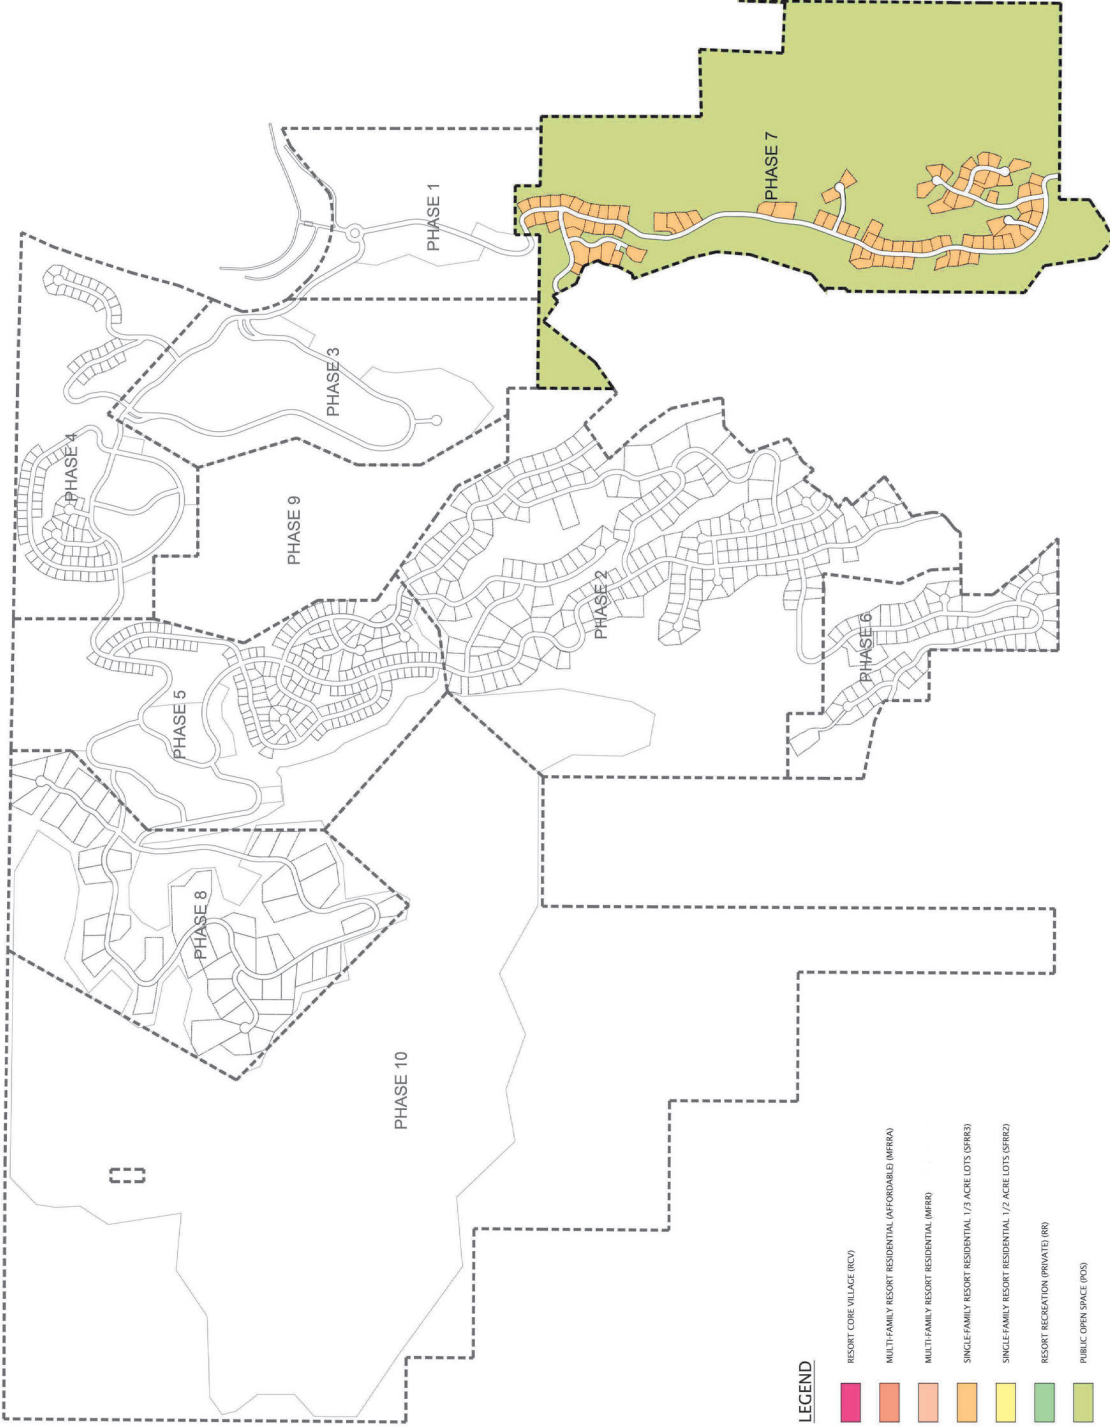 PHASE 7
PHASE 1
PHASE 3
PHASE 4
PHASE 9
PHASE 2
PHASE 6
PHASE 5
PHASE 8
PHASE 10
LEGEND
RESORT CORE VILLAGE (RCV)
MULTI-FAMILY RESORT RESIDENTIAL (AFFORDABLE) (MFRRA)
MULTI-FAMILY RESORT RESIDENTIAL (MFRR)
SINGLE-FAMILY RESORT RESIDENTIAL 1/3 ACRE LOTS (SFRR3)
SINGLE-FAMILY RESORT RESIDENTIAL 1/2 ACRE LOTS (SFRR2)
RESORT RECREATION (PRIVATE) (RR)
PUBLIC OPEN SPACE (POS)